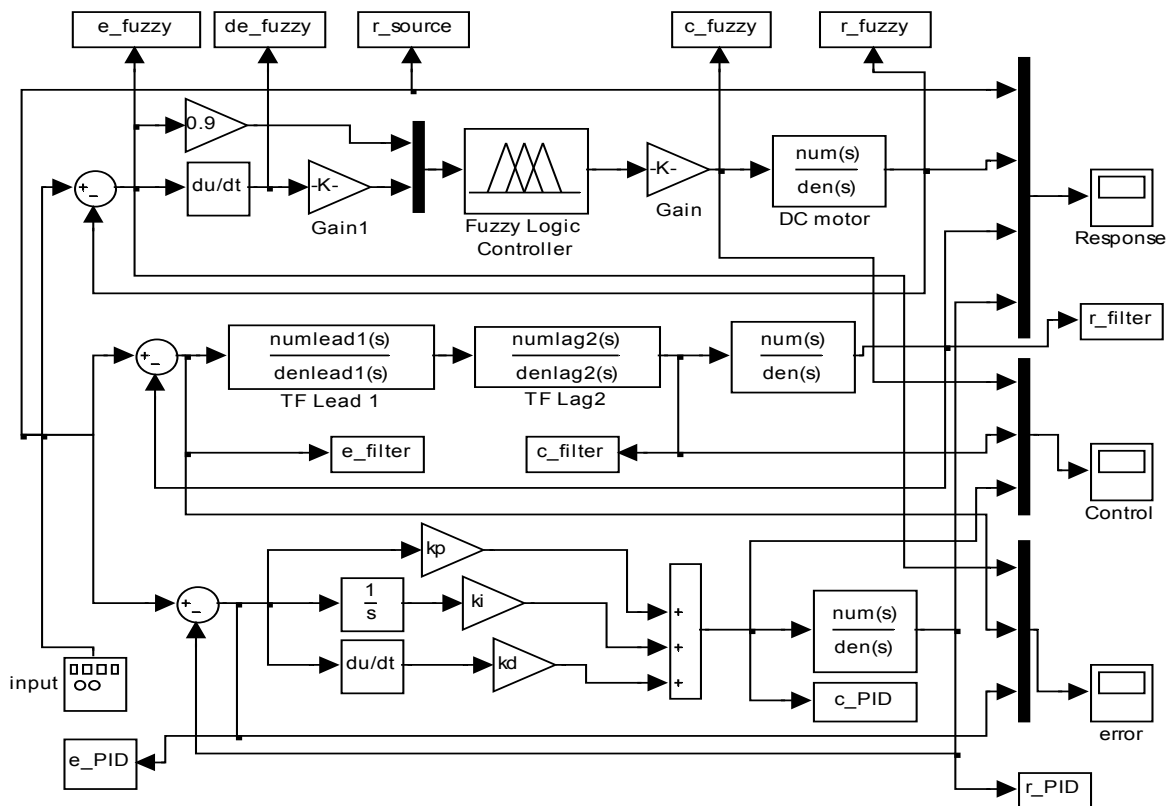 e_fuzzy
de_fuzzy
r_source
c_fuzzy
r_fuzzy
0.9
+
−
du/dt
-K-
Gain1
Fuzzy Logic
Controller
-K-
Gain
num(s)
den(s)
DC motor
Response
r_filter
+
−
numlead1(s)
denlead1(s)
TF Lead 1
numlag2(s)
denlag2(s)
TF Lag2
num(s)
den(s)
e_filter
c_filter
Control
kp
+
−
1
s
ki
du/dt
kd
+
+
+
num(s)
den(s)
c_PID
input
error
e_PID
r_PID